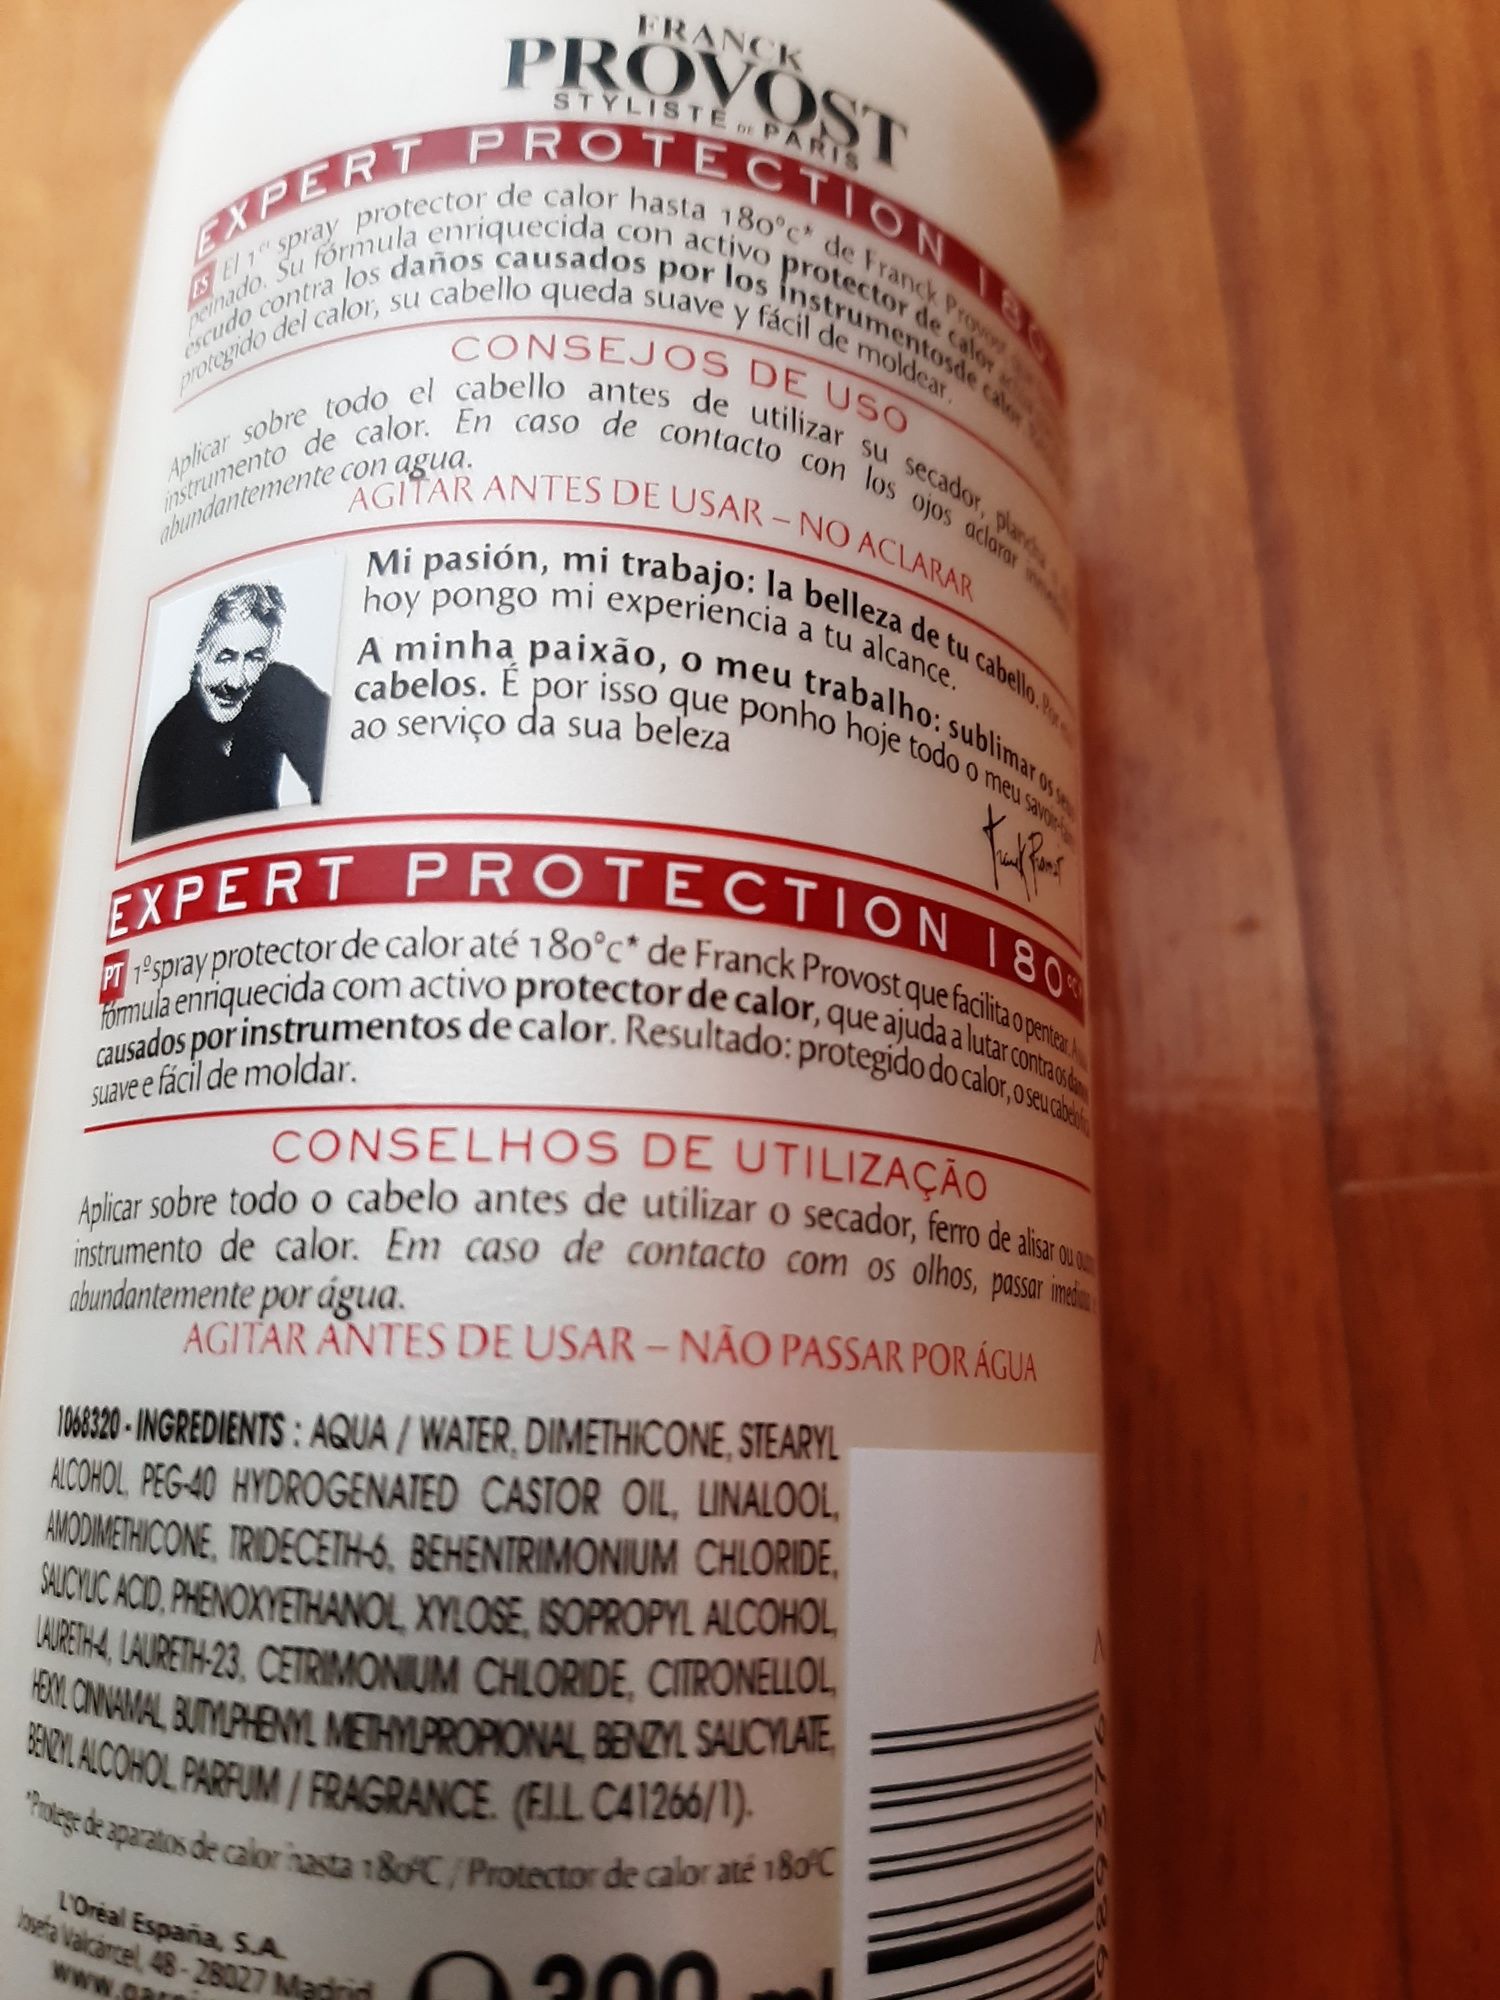 FRANCK
PROVOST
STYLISTE DE PARIS
EXPERT PROTECTION 180
ES El 1er spray protector de calor hasta 180°c* de Franck Provost
peinado. Su fórmula enriquecida con activo protector de calor
escudo contra los daños causados por los instrumentosde calor
protegido del calor, su cabello queda suave y fácil de moldear.
CONSEJOS DE USO
Aplicar sobre todo el cabello antes de utilizar su secador, plancha
instrumento de calor. En caso de contacto con los ojos aclarar
abundantemente con agua.
AGITAR ANTES DE USAR – NO ACLARAR
Mi pasión, mi trabajo: la belleza de tu cabello. Por
hoy pongo mi experiencia a tu alcance.
A minha paixão, o meu trabalho: sublimar os seus
cabelos. É por isso que ponho hoje todo o meu savoir-
ao serviço da sua beleza
Franck Provost
EXPERT PROTECTION 180°C*
PT 1º spray protector de calor até 180°c* de Franck Provost que facilita o pentear. A
fórmula enriquecida com activo protector de calor, que ajuda a lutar contra os danos
causados por instrumentos de calor. Resultado: protegido do calor, o seu cabelo
suave e fácil de moldar.
CONSELHOS DE UTILIZAÇÃO
Aplicar sobre todo o cabelo antes de utilizar o secador, ferro de alisar ou
instrumento de calor. Em caso de contacto com os olhos, passar
abundantemente por água.
AGITAR ANTES DE USAR – NÃO PASSAR POR ÁGUA
1068320 - INGREDIENTS : AQUA / WATER, DIMETHICONE, STEARYL
ALCOHOL, PEG-40 HYDROGENATED CASTOR OIL, LINALOOL,
AMODIMETHICONE, TRIDECETH-6, BEHENTRIMONIUM CHLORIDE,
SALICYLIC ACID, PHENOXYETHANOL, XYLOSE, ISOPROPYL ALCOHOL,
LAURETH-4, LAURETH-23, CETRIMONIUM CHLORIDE, CITRONELLOL,
HEXYL CINNAMAL, BUTYLPHENYL METHYLPROPIONAL, BENZYL SALICYLATE,
BENZYL ALCOHOL, PARFUM / FRAGRANCE. (F.I.L. C41266/1).
*Protege de aparatos de calor hasta 180°C / Protector de calor até 180°C
L'Oréal España, S.A.
Josefa Valcárcel, 48 - 28027 Madrid
300 ml